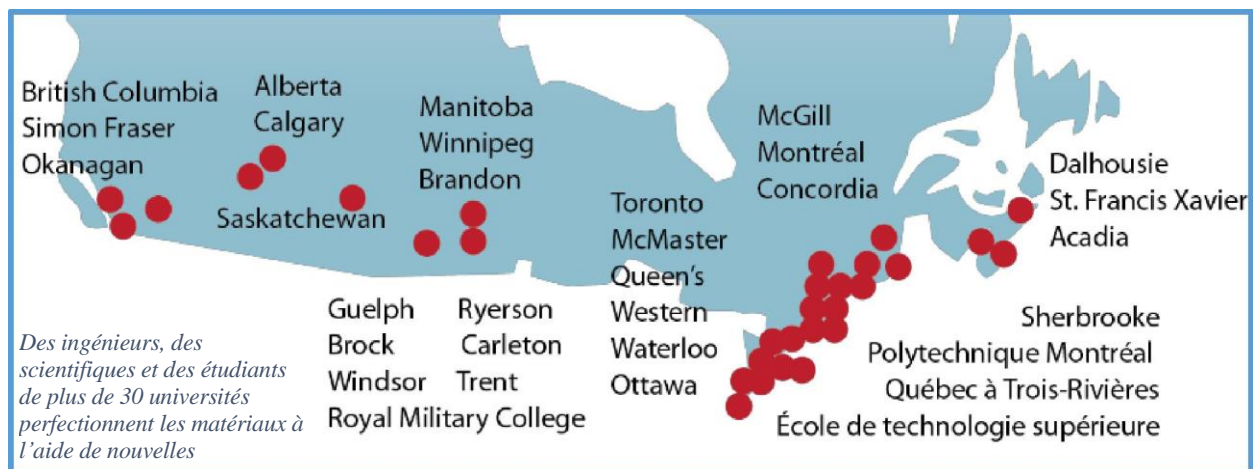 British Columbia
Simon Fraser
Okanagan
Alberta
Calgary
Saskatchewan
Manitoba
Winnipeg
Brandon
Toronto
McMaster
Queen's
Western
Waterloo
Ottawa
McGill
Montréal
Concordia
Dalhousie
St. Francis Xavier
Acadia
Guelph
Brock
Windsor
Royal Military College
Ryerson
Carleton
Trent
Sherbrooke
Polytechnique Montréal
Québec à Trois-Rivières
École de technologie supérieure
Des ingénieurs, des
scientifiques et des étudiants
de plus de 30 universités
perfectionnent les matériaux à
l’aide de nouvelles